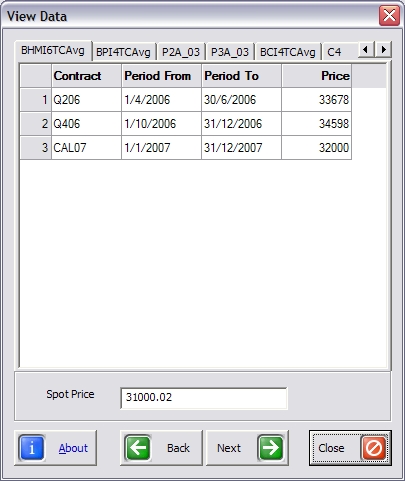 View Data
BHMI6TCAvg BPI4TCAvg P2A_03 P3A_03 BCI4TCAvg C4
Contract Period From Period To Price
1 Q206 1/4/2006 30/6/2006 33678
2 Q406 1/10/2006 31/12/2006 34598
3 CAL07 1/1/2007 31/12/2007 32000
Spot Price 31000.02
i About Back Next Close